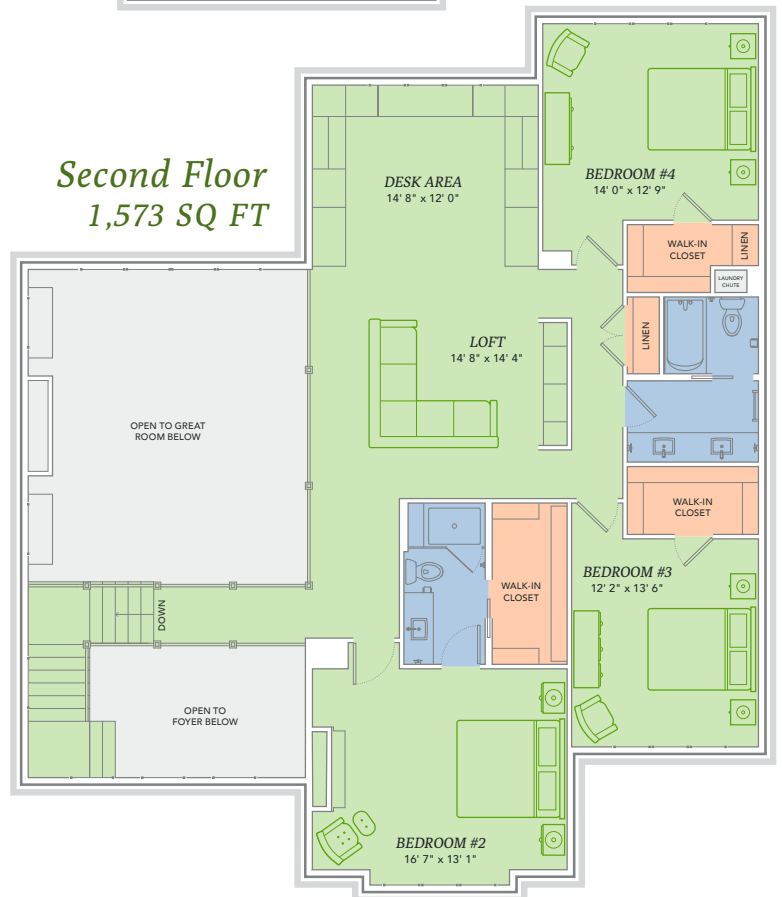 Second Floor
1,573 SQ FT
DESK AREA
14' 8" x 12' 0"
BEDROOM #4
14' 0" x 12' 9"
WALK-IN
CLOSET
LINEN
LAUNDRY
CHUTE
LOFT
14' 8" x 14' 4"
LINEN
OPEN TO GREAT
ROOM BELOW
WALK-IN
CLOSET
BEDROOM #3
12' 2" x 13' 6"
WALK-IN
CLOSET
DOWN
OPEN TO
FOYER BELOW
BEDROOM #2
16' 7" x 13' 1"